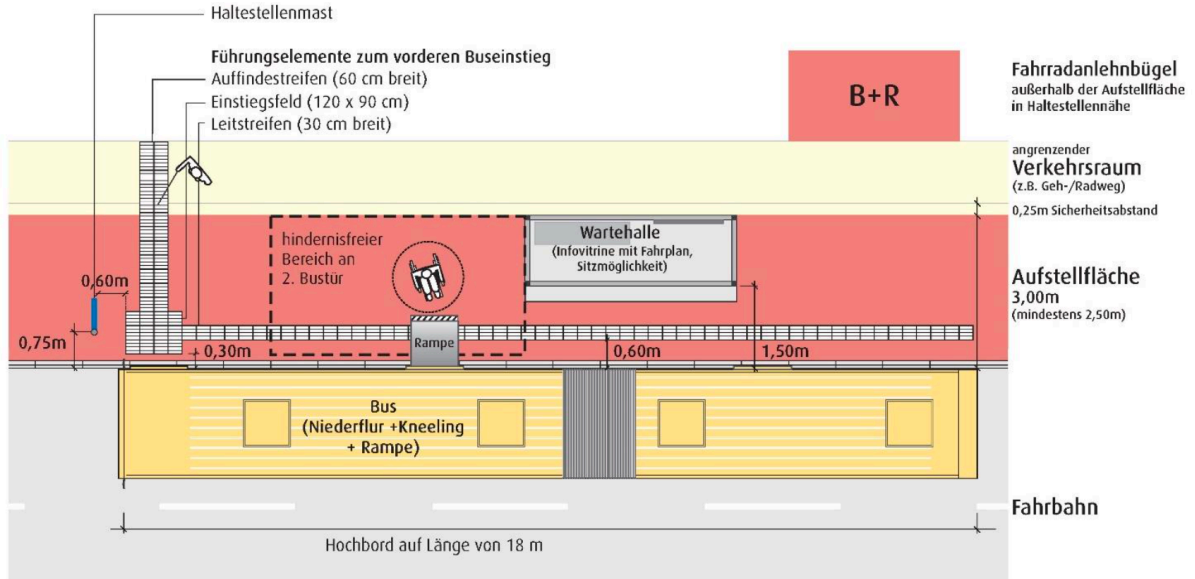 Haltestellenmast
Führungselemente zum vorderen Buseinstieg
Auffindestreifen (60 cm breit)
Einstiegsfeld (120 x 90 cm)
Leitstreifen (30 cm breit)
B+R
Fahrradanlehnbügel
außerhalb der Aufstellfläche
in Haltestellennähe
angrenzender
Verkehrsraum
(z.B. Geh-/Radweg)
0,25m Sicherheitsabstand
hindernisfreier
Bereich an
2. Bustür
Wartehalle
(Infovitrine mit Fahrplan,
Sitzmöglichkeit)
Aufstellfläche
3,00m
(mindestens 2,50m)
0,60m
0,75m
0,30m
Rampe
0,60m
1,50m
Bus
(Niederflur +Kneeling
+ Rampe)
Fahrbahn
Hochbord auf Länge von 18 m